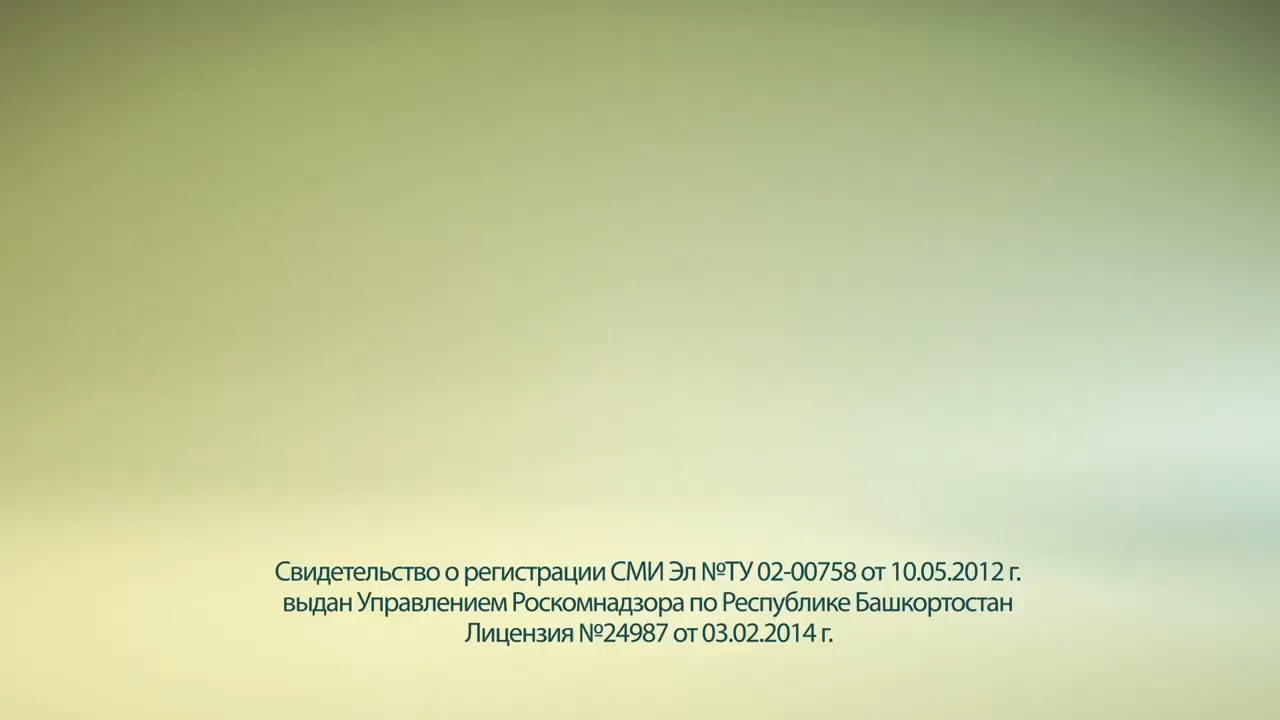 Свидетельство о регистрации СМИ Эл №ТУ 02-00758 от 10.05.2012 г.
выдан Управлением Роскомнадзора по Республике Башкортостан
Лицензия №24987 от 03.02.2014 г.